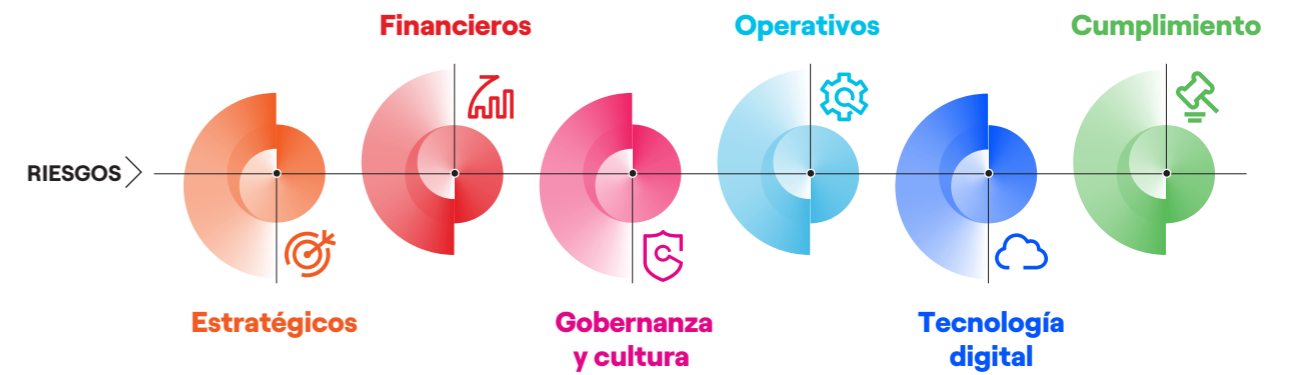 Financieros
Operativos
Cumplimiento
RIESGOS
Estratégicos
Gobernanza
y cultura
Tecnología
digital